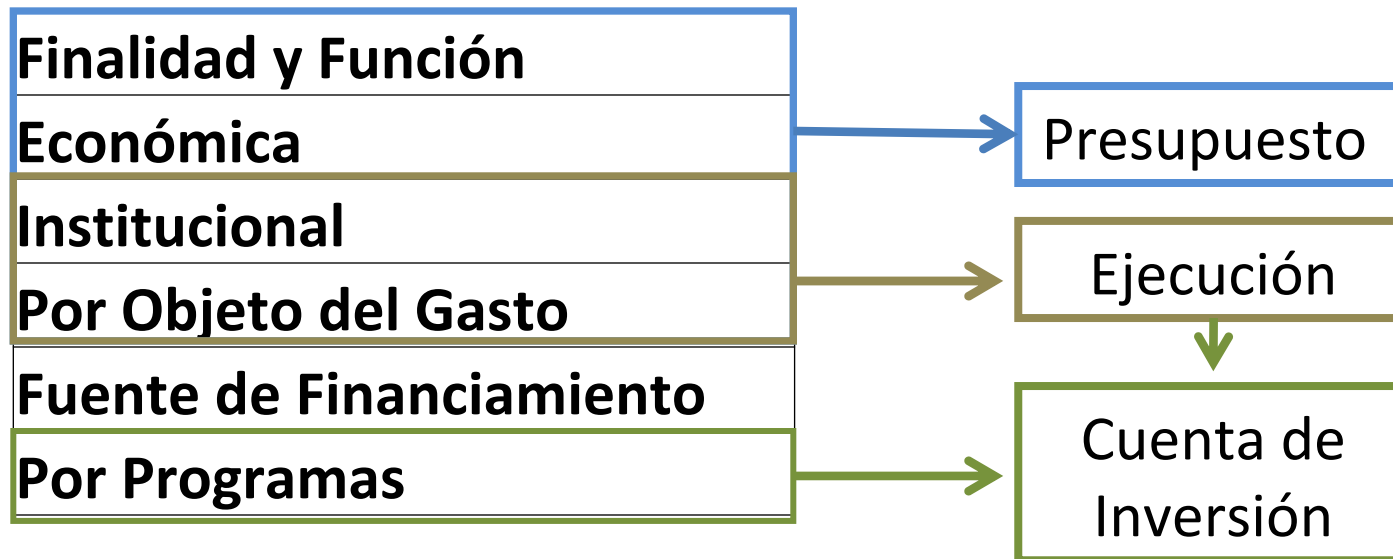 Finalidad y Función
Económica
Institucional
Por Objeto del Gasto
Fuente de Financiamiento
Por Programas
Presupuesto
Ejecución
Cuenta de
Inversión